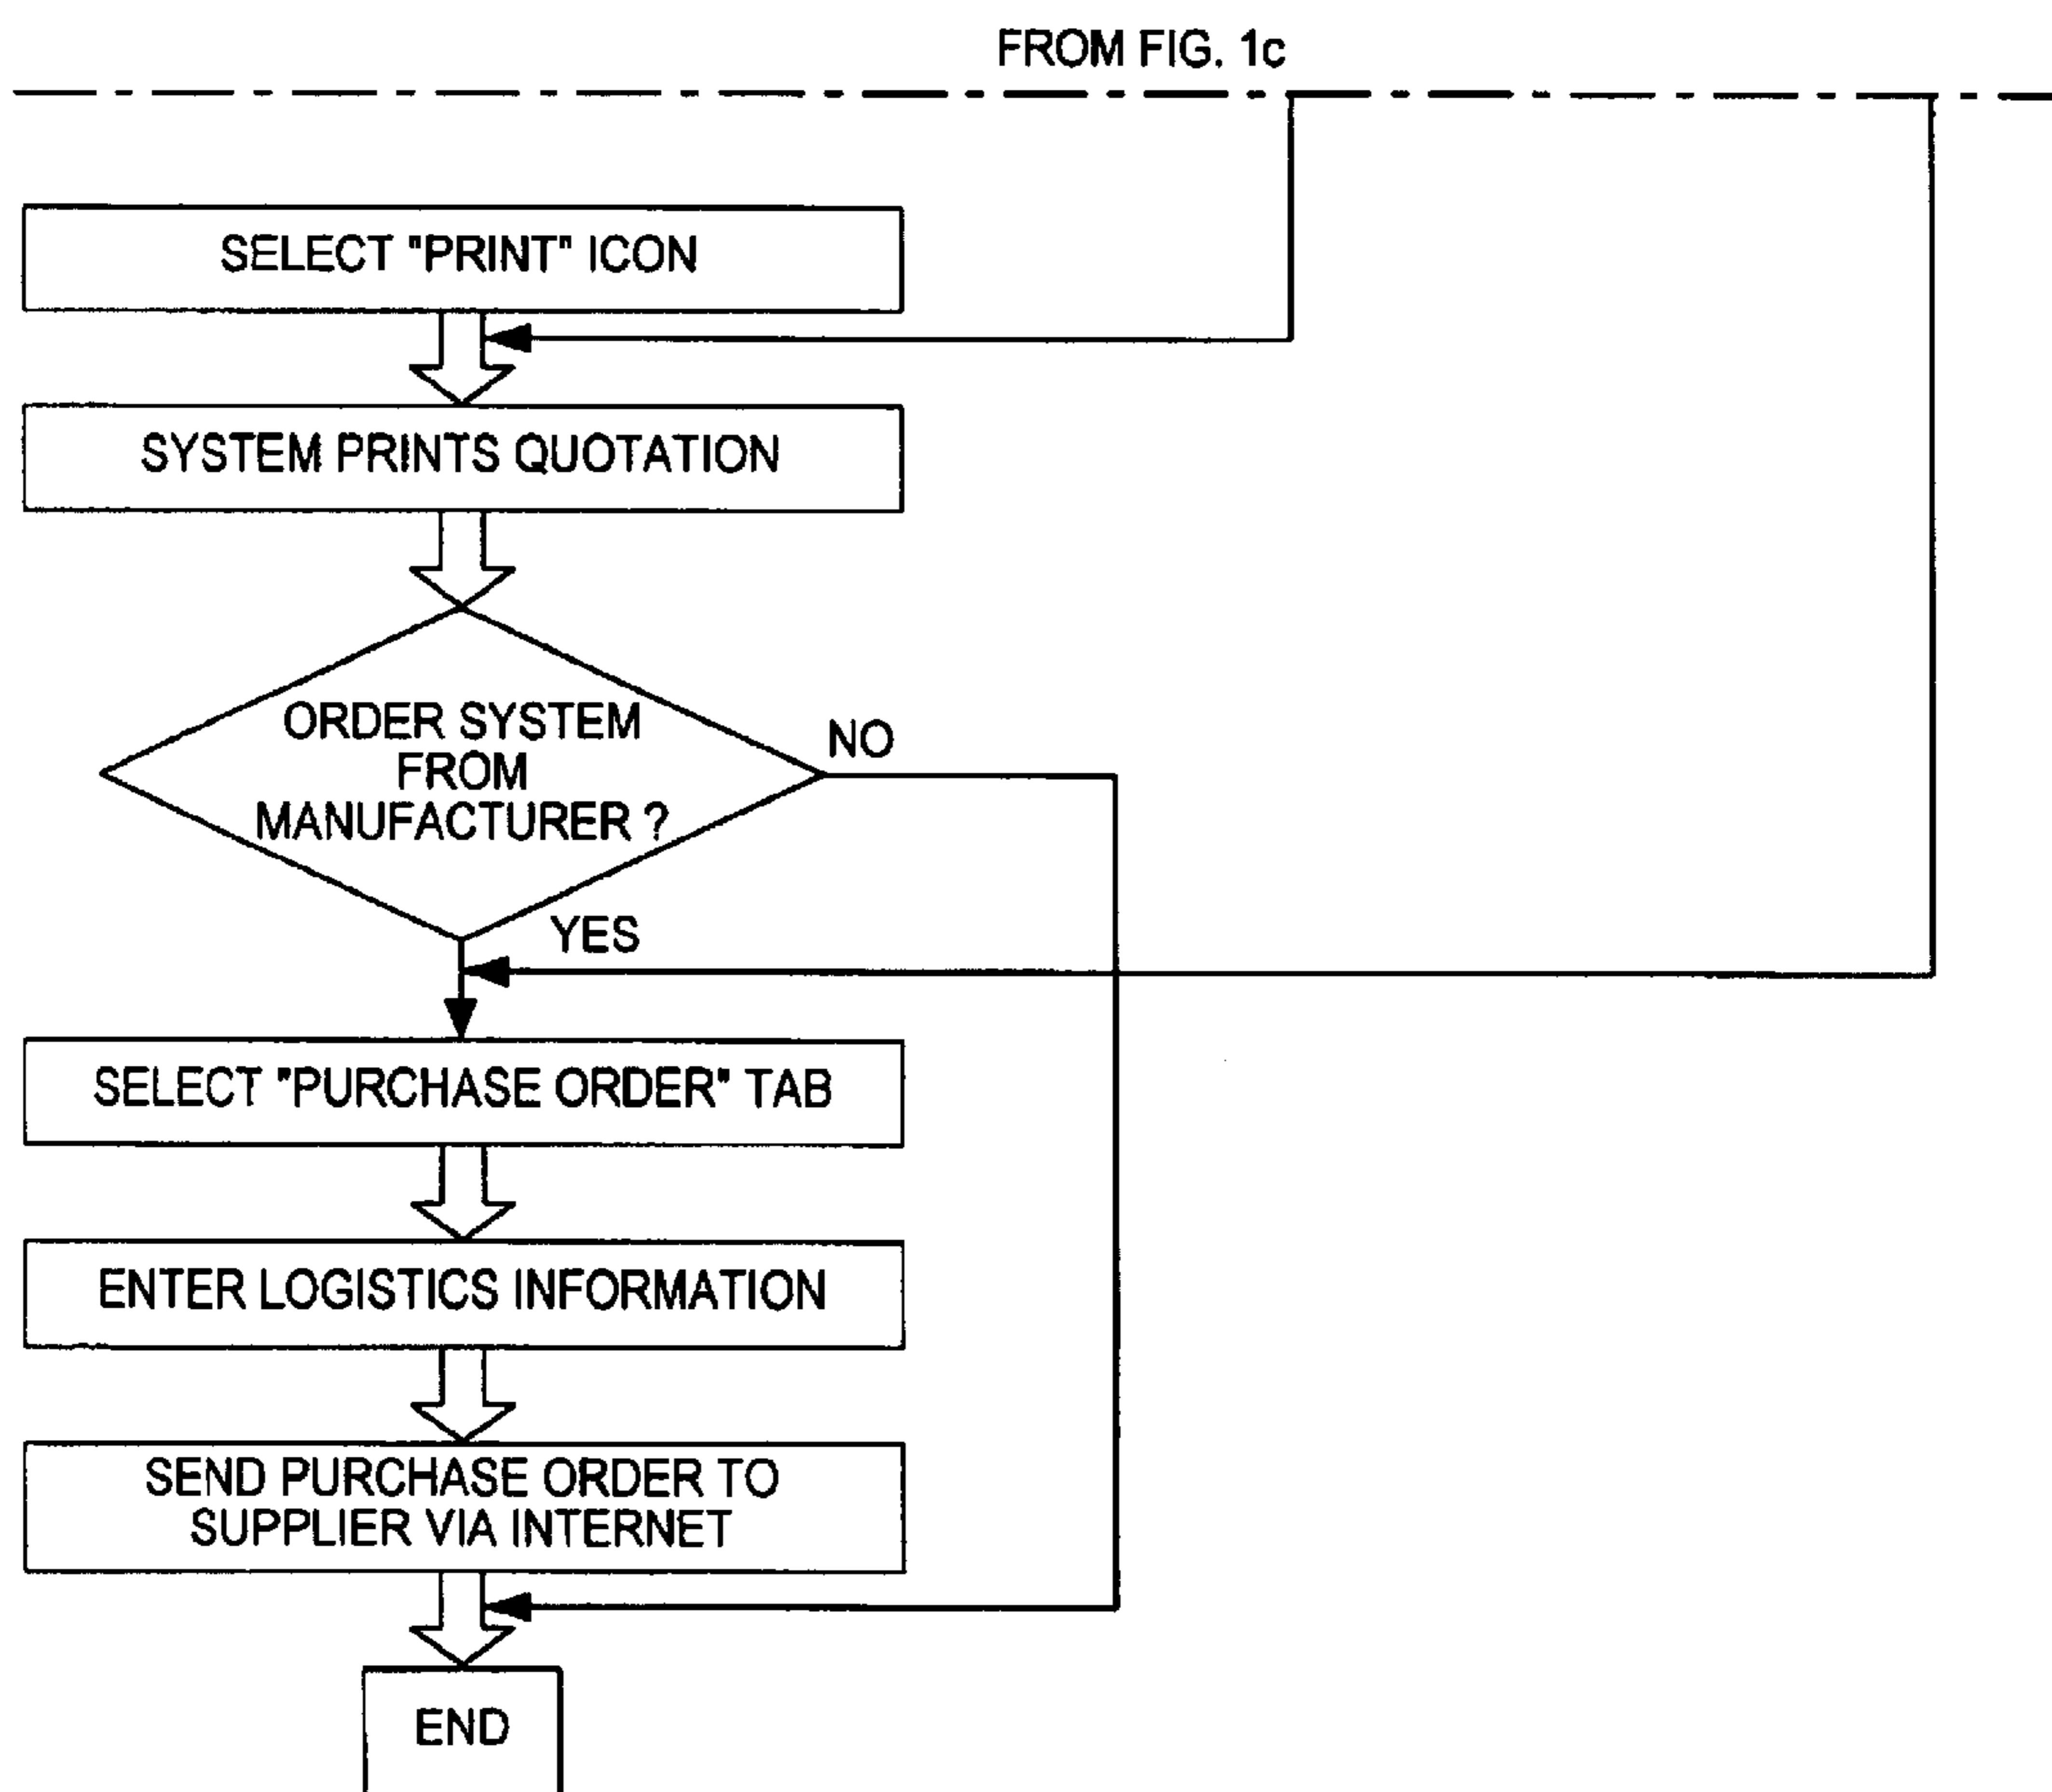 FROM FIG. 1c
SELECT "PRINT" ICON
SYSTEM PRINTS QUOTATION
ORDER SYSTEM
FROM
MANUFACTURER ?
NO
YES
SELECT "PURCHASE ORDER" TAB
ENTER LOGISTICS INFORMATION
SEND PURCHASE ORDER TO
SUPPLIER VIA INTERNET
END